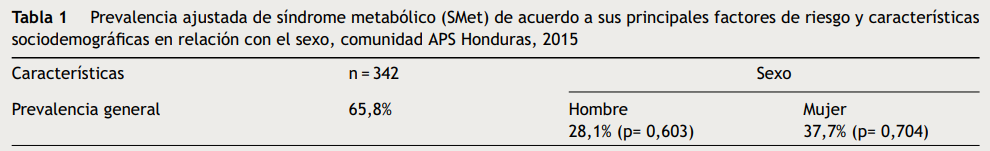 Tabla 1 Prevalencia ajustada de síndrome metabólico (SMet) de acuerdo a sus principales factores de riesgo y características
sociodemográficas en relación con el sexo, comunidad APS Honduras, 2015
Características n = 342 Sexo
Prevalencia general 65,8% Hombre Mujer
28,1% (p= 0,603) 37,7% (p= 0,704)